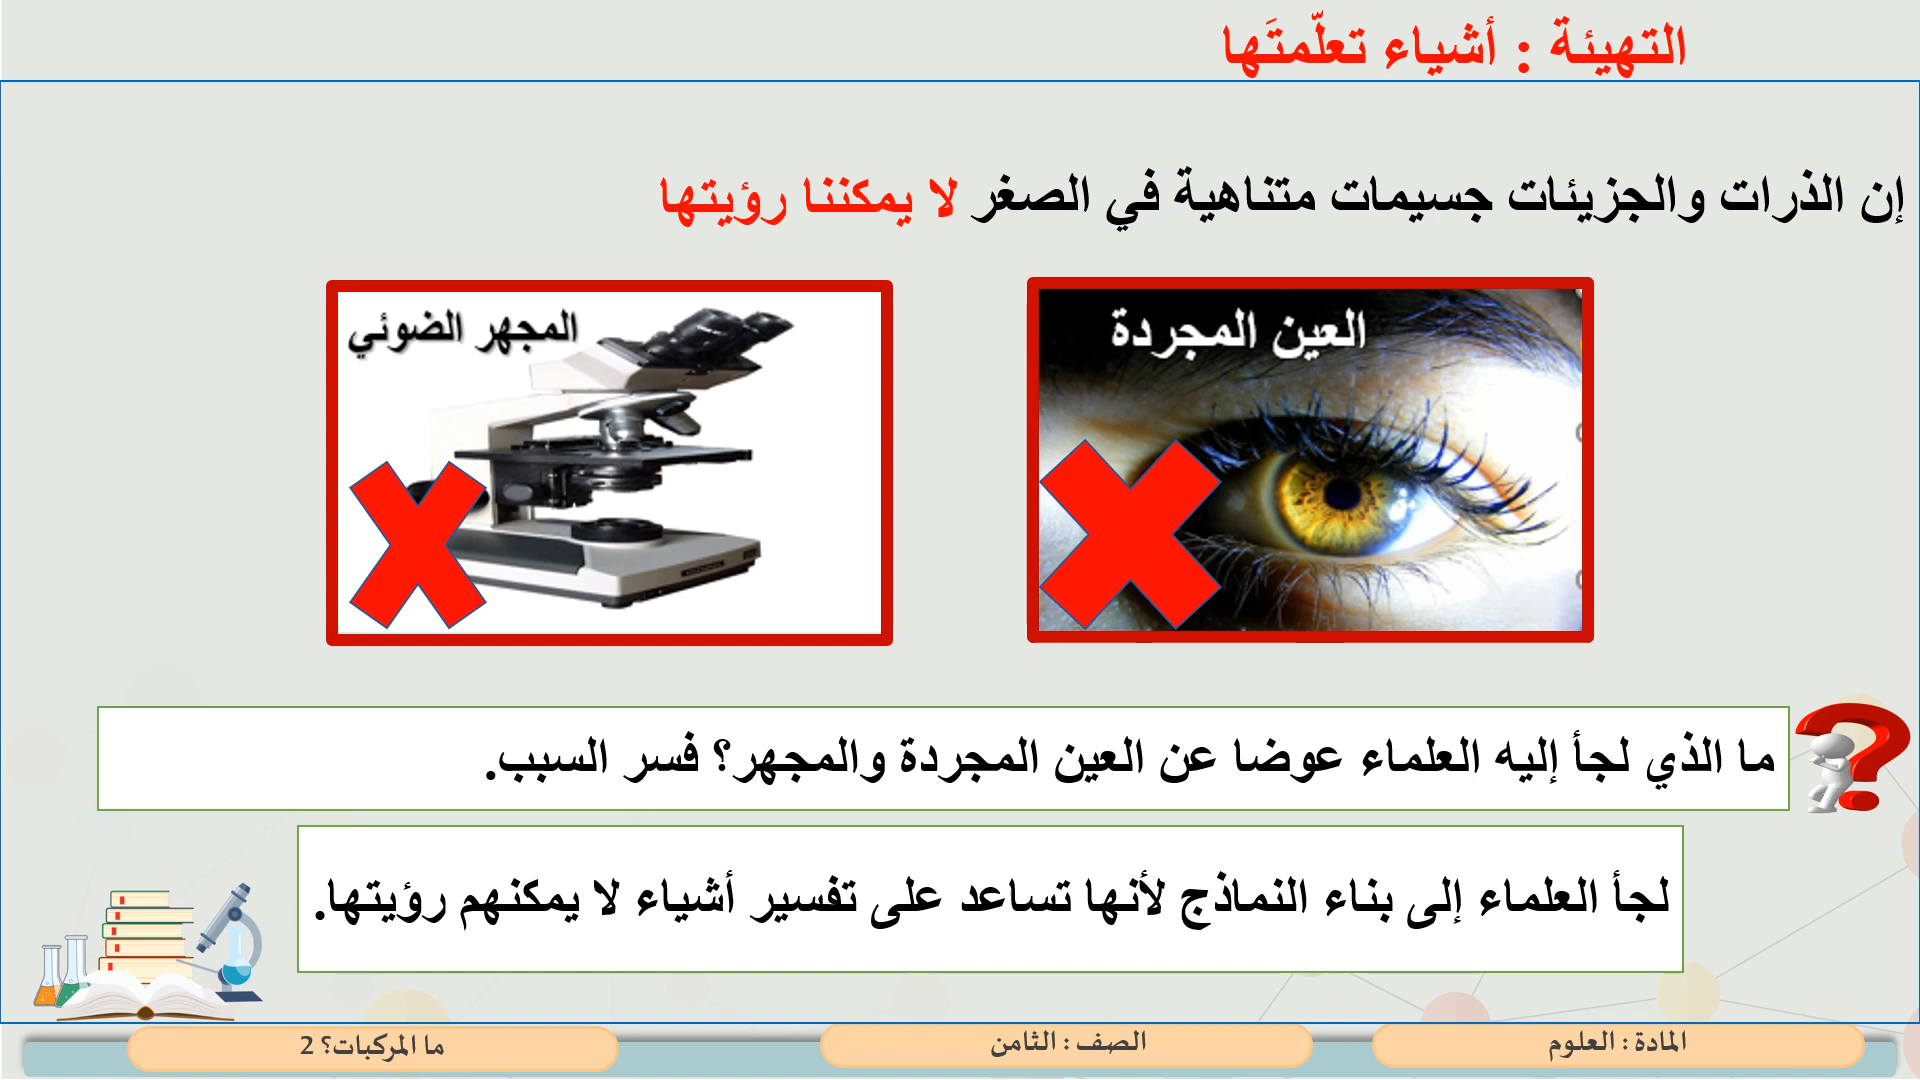 التهيئة : أشياء تعلّمتَها
إن الذرات والجزيئات جسيمات متناهية في الصغر لا يمكننا رؤيتها
العين المجردة
المجهر الضوئي
ما الذي لجأ إليه العلماء عوضا عن العين المجردة والمجهر؟ فسر السبب.
لجأ العلماء إلى بناء النماذج لأنها تساعد على تفسير أشياء لا يمكنهم رؤيتها.
المادة : العلوم
الصف : الثامن
ما المركبات؟ 2